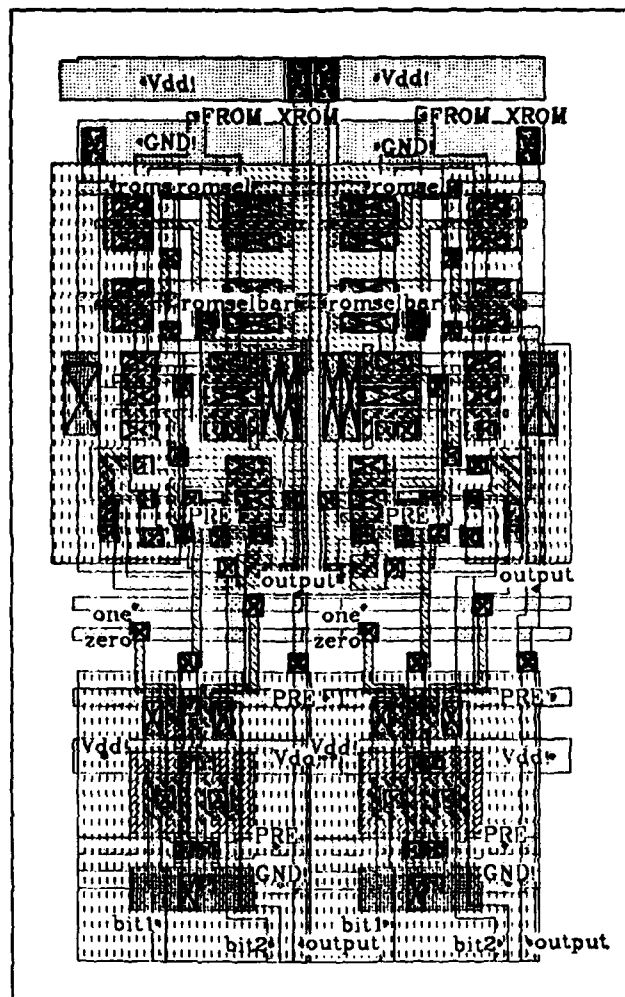 Vdd! Vdd!
FROM_XROM FROM_XROM
GND! GND!
romsel romsel
romselbar romselbar
PRE PRE
output output
one one
zero zero
PRE PRE
Vdd! Vdd! Vdd! Vdd!
PRE PRE
GND! GND!
bit1 bit1
bit2 output bit2 output